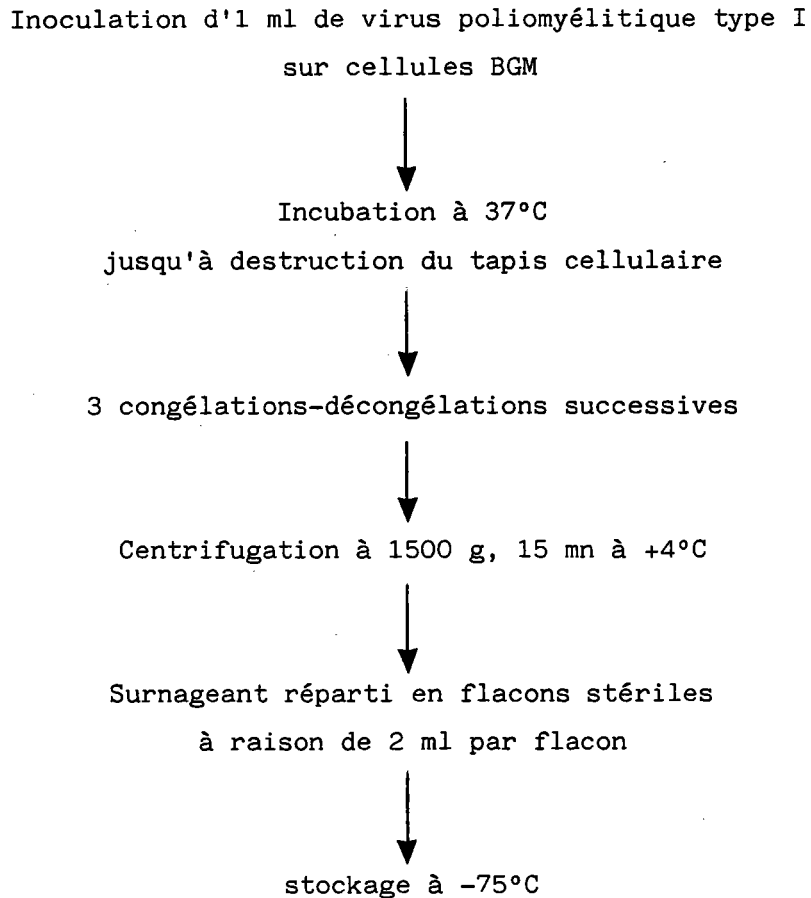 Inoculation d'1 ml de virus poliomyélitique type I
sur cellules BGM
Incubation à 37°C
jusqu'à destruction du tapis cellulaire
3 congélations-décongélations successives
Centrifugation à 1500 g, 15 mn à +4°C
Surnageant réparti en flacons stériles
à raison de 2 ml par flacon
stockage à -75°C